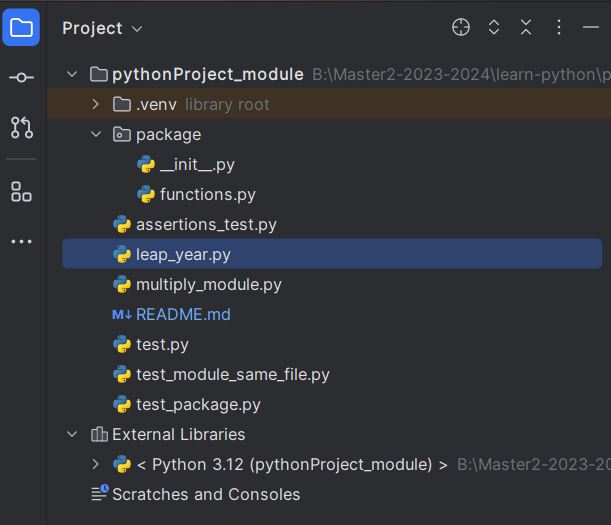 Project
pythonProject_module B:\Master2-2023-2024\learn-python\p
.venv library root
package
__init__.py
functions.py
assertions_test.py
leap_year.py
multiply_module.py
M↓ README.md
test.py
test_module_same_file.py
test_package.py
External Libraries
< Python 3.12 (pythonProject_module) > B:\Master2-2023-20
Scratches and Consoles